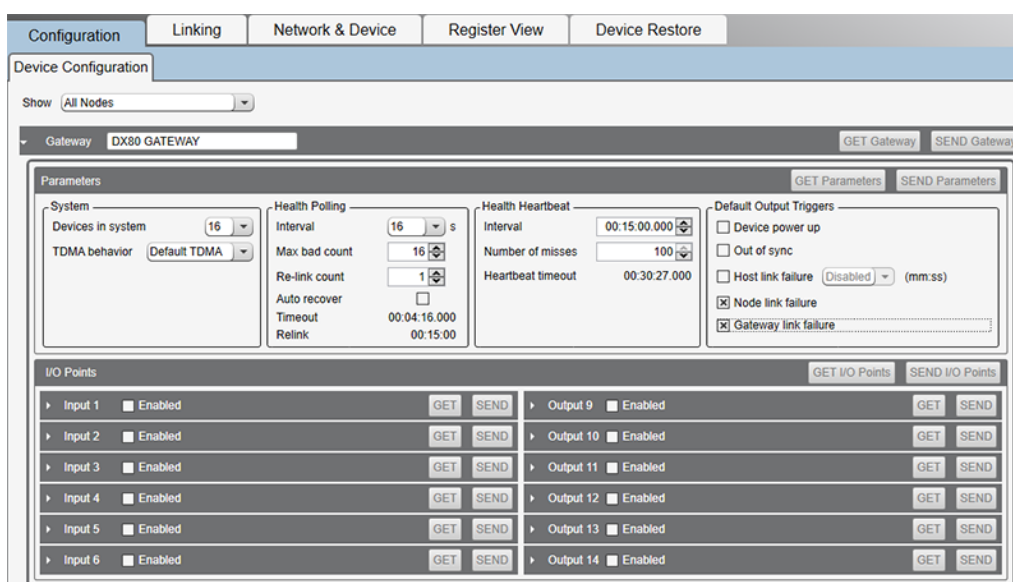 Configuration Linking Network & Device Register View Device Restore
Device Configuration
Show All Nodes
Gateway DX80 GATEWAY GET Gateway SEND Gateway
Parameters GET Parameters SEND Parameters
System Health Polling Health Heartbeat Default Output Triggers
Devices in system 16 Interval 16 s Interval 00:15:00.000 Device power up
TDMA behavior Default TDMA Max bad count 16 Number of misses 100 Out of sync
Re-link count 1 Heartbeat timeout 00:30:27.000 Host link failure Disabled (mm:ss)
Auto recover Node link failure
Timeout 00:04:16.000 Gateway link failure
Relink 00:15:00
I/O Points GET I/O Points SEND I/O Points
Input 1 Enabled GET SEND Output 9 Enabled GET SEND
Input 2 Enabled GET SEND Output 10 Enabled GET SEND
Input 3 Enabled GET SEND Output 11 Enabled GET SEND
Input 4 Enabled GET SEND Output 12 Enabled GET SEND
Input 5 Enabled GET SEND Output 13 Enabled GET SEND
Input 6 Enabled GET SEND Output 14 Enabled GET SEND